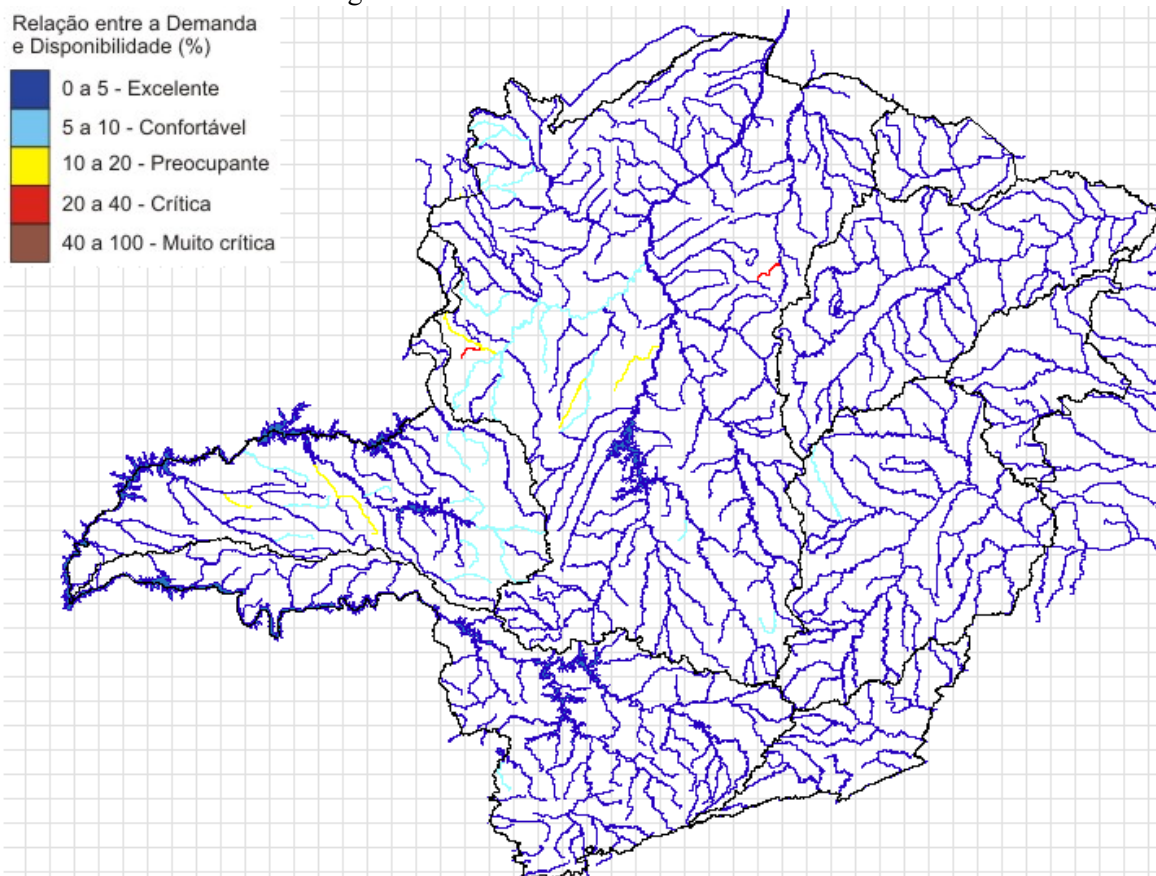 Relação entre a Demanda
e Disponibilidade (%)
0 a 5 - Excelente
5 a 10 - Confortável
10 a 20 - Preocupante
20 a 40 - Crítica
40 a 100 - Muito crítica